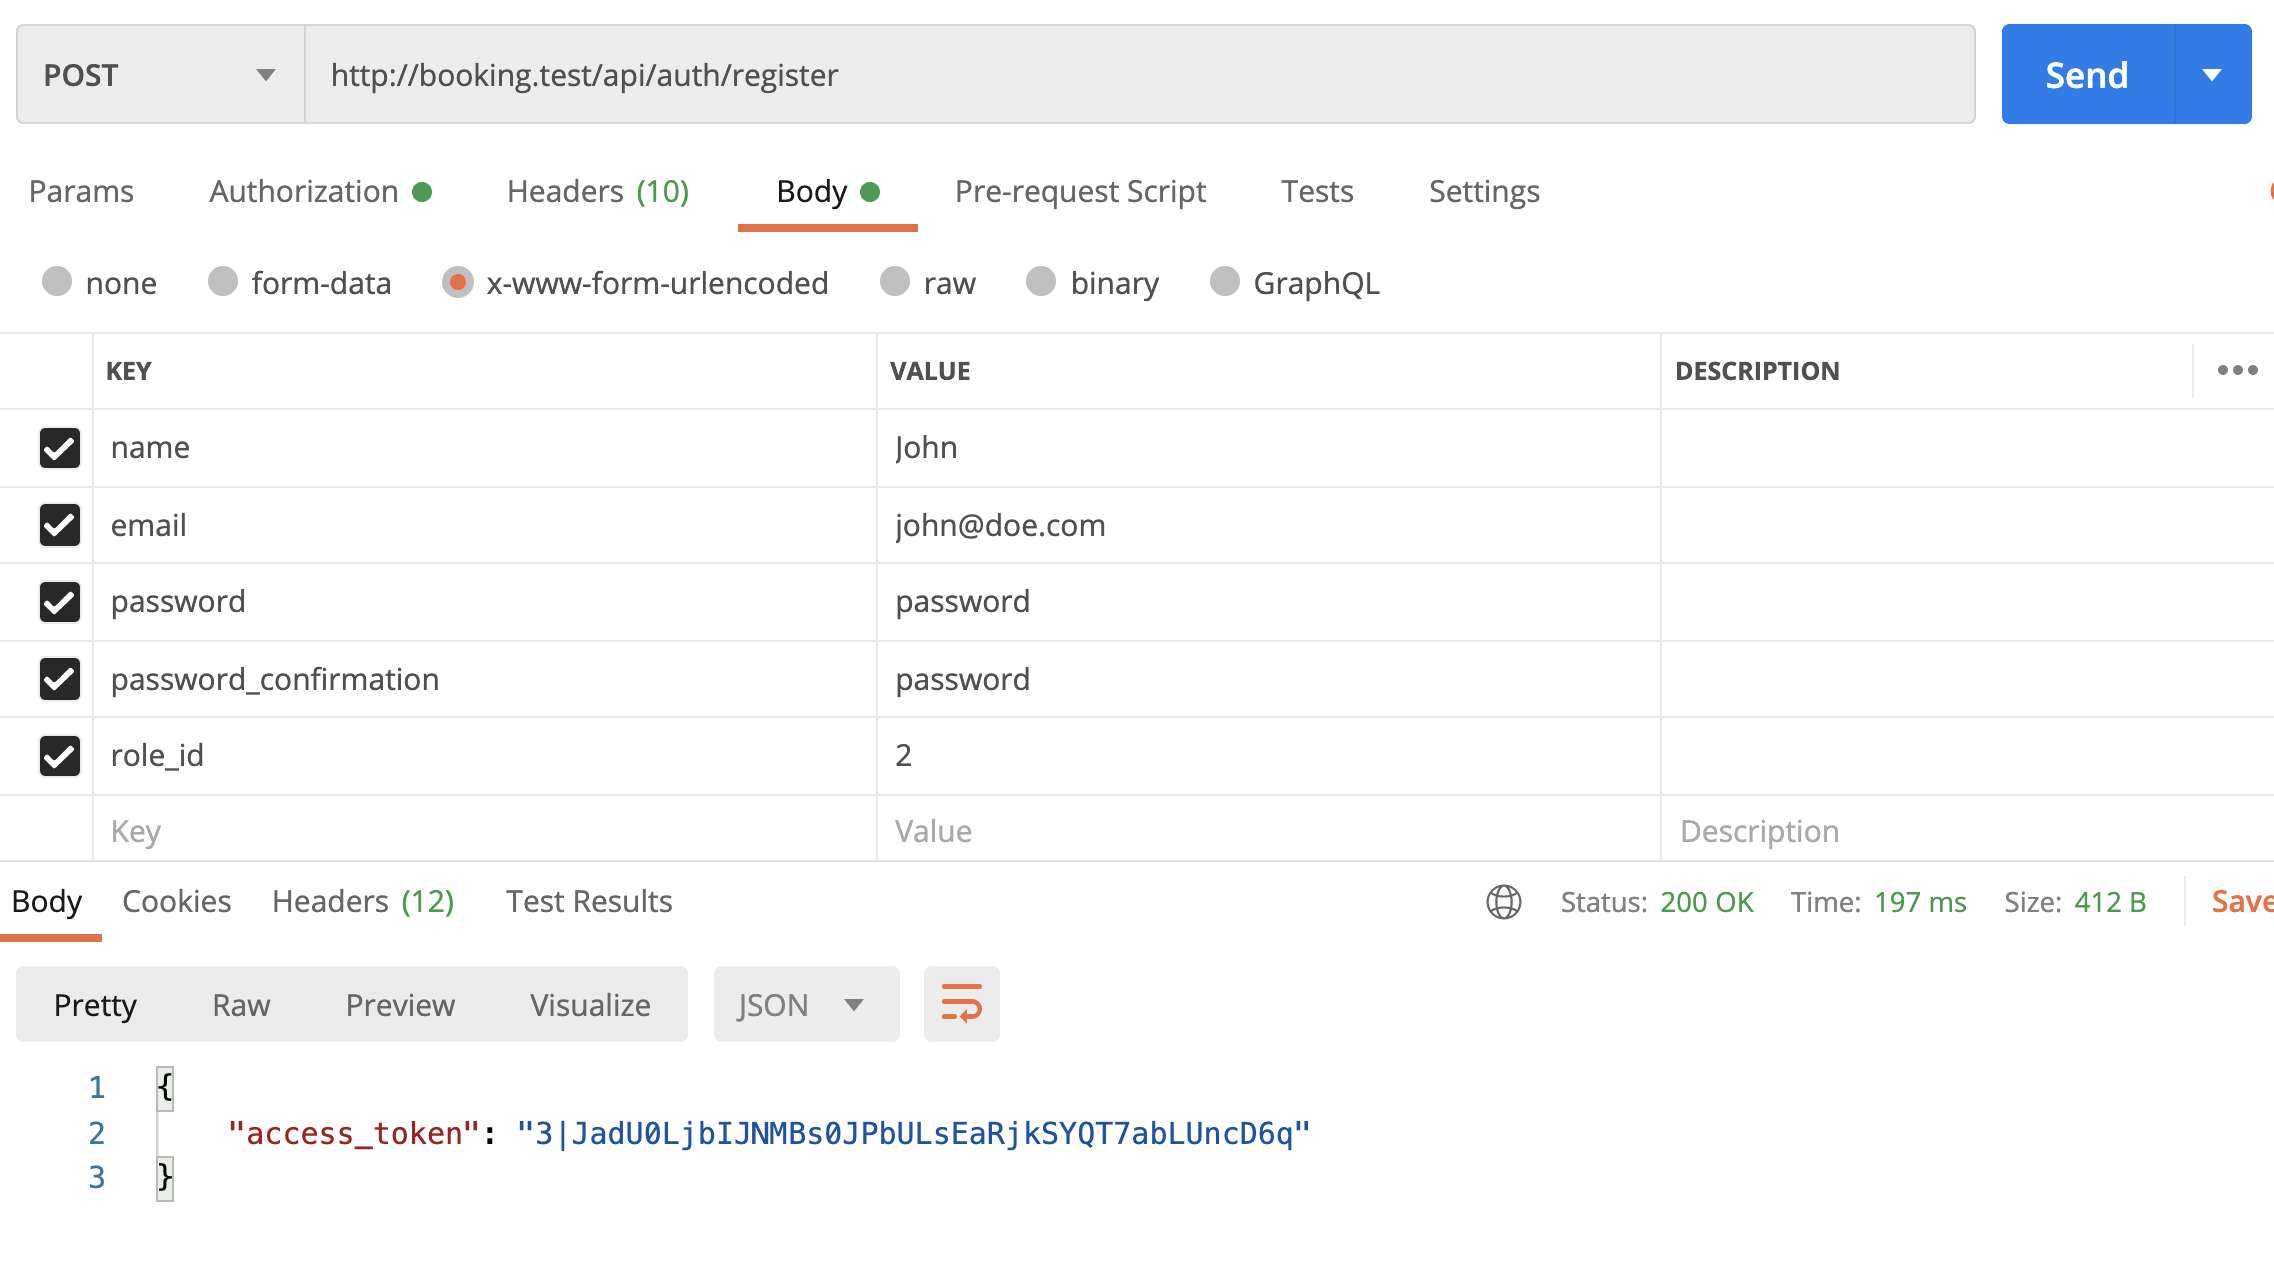 POST http://booking.test/api/auth/register Send
Params Authorization Headers (10) Body Pre-request Script Tests Settings
none form-data x-www-form-urlencoded raw binary GraphQL
KEY VALUE DESCRIPTION
name John
email john@doe.com
password password
password_confirmation password
role_id 2
Key Value Description
Body Cookies Headers (12) Test Results Status: 200 OK Time: 197 ms Size: 412 B Save
Pretty Raw Preview Visualize JSON
1 {
2 "access_token": "3|JadU0LjbIJNMBs0JPbULsEaRjkSYQT7abLUncD6q"
3 }